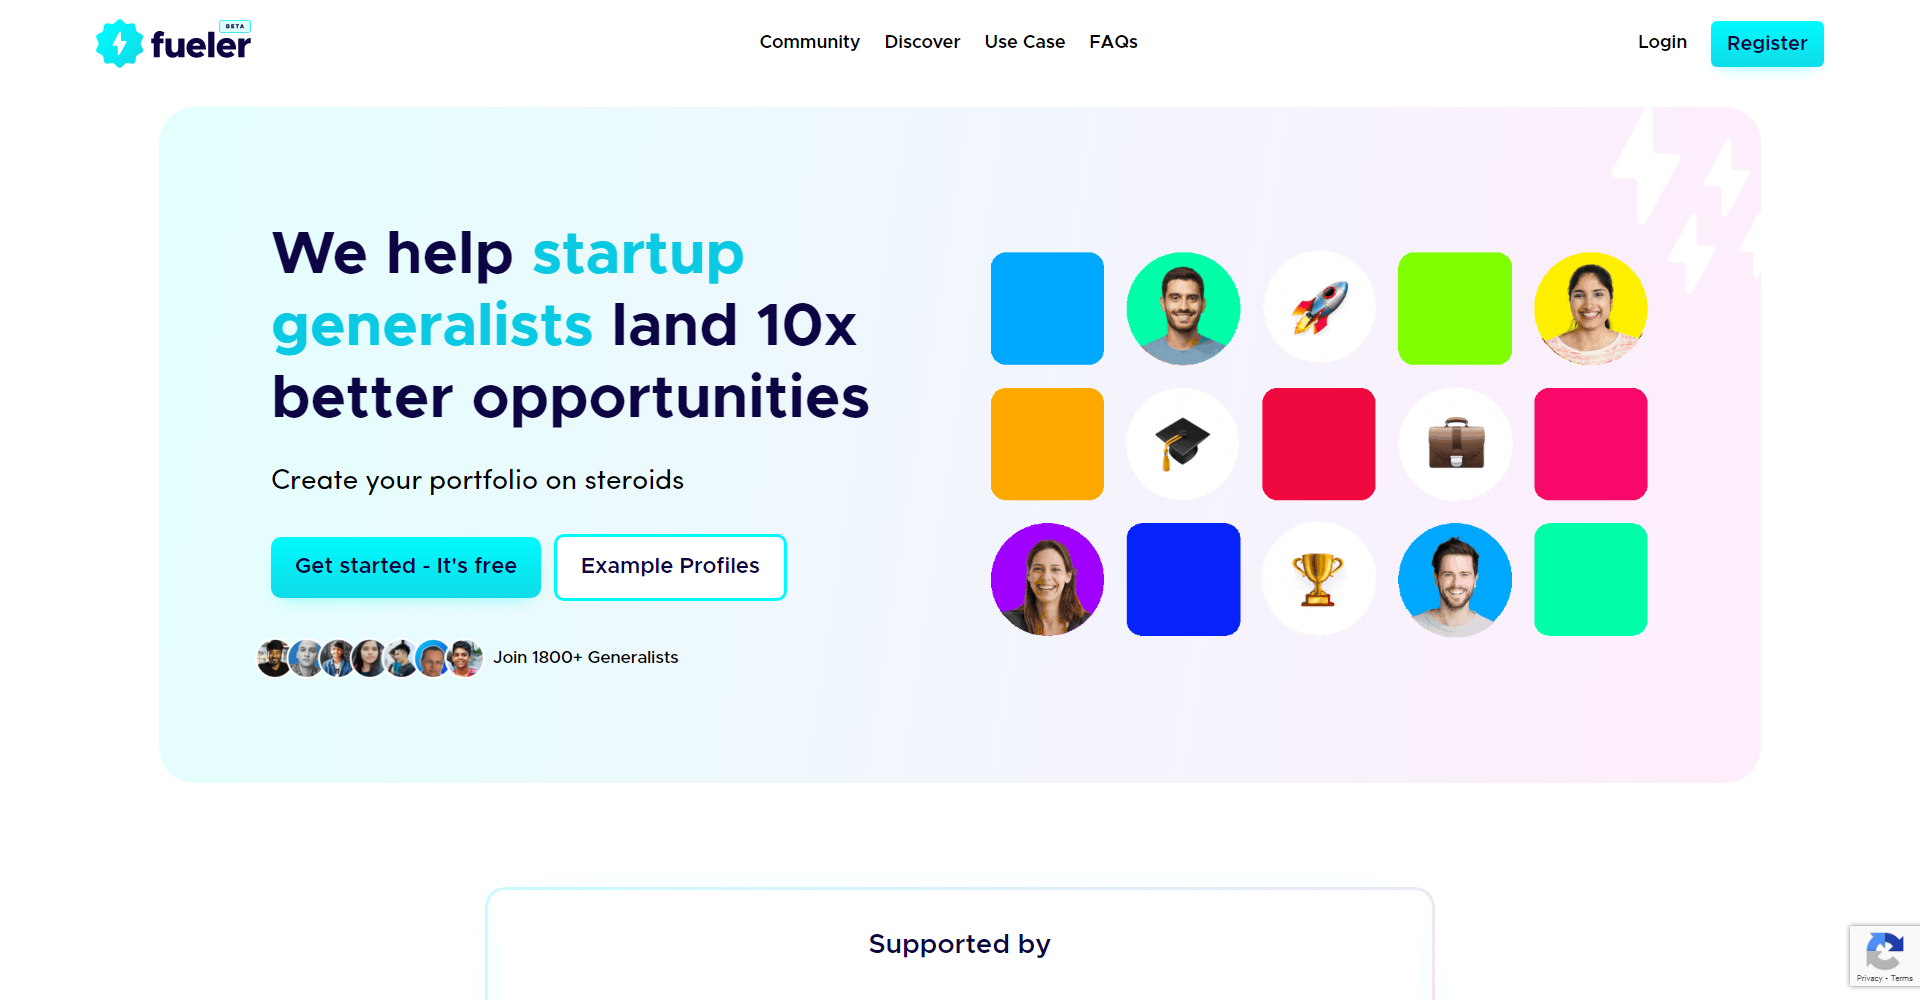 BETA
fueler
Community
Discover
Use Case
FAQs
Login
Register
We help startup
generalists land 10x
better opportunities
Create your portfolio on steroids
Get started - It's free
Example Profiles
Join 1800+ Generalists
Supported by
Privacy - Terms